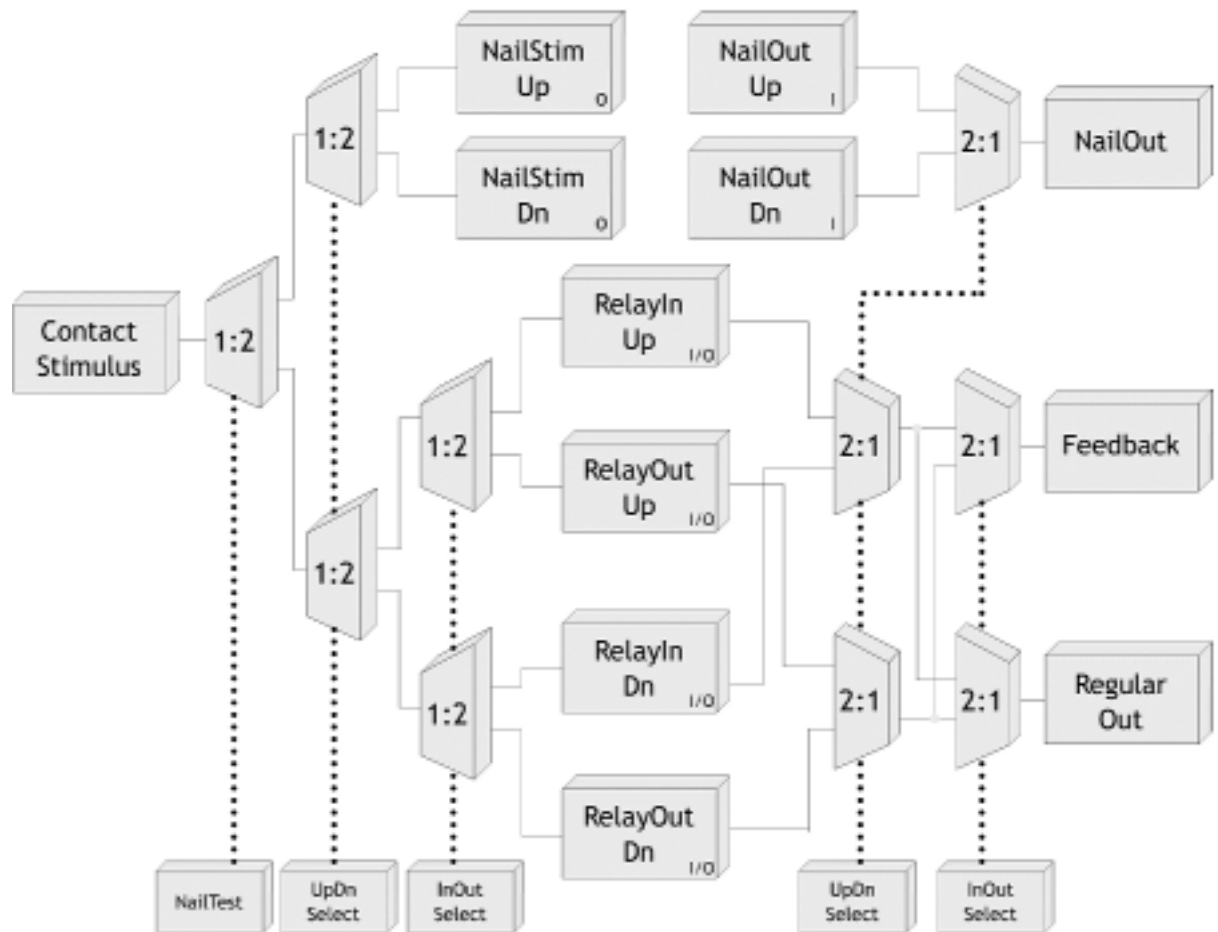 NailStim
Up
O
NailOut
Up
I
1:2
2:1
NailOut
NailStim
Dn
O
NailOut
Dn
I
Contact
Stimulus
1:2
RelayIn
Up
I/O
1:2
RelayOut
Up
I/O
2:1
2:1
Feedback
1:2
RelayIn
Dn
I/O
1:2
2:1
2:1
Regular
Out
RelayOut
Dn
I/O
NailTest
UpDn
Select
InOut
Select
UpDn
Select
InOut
Select